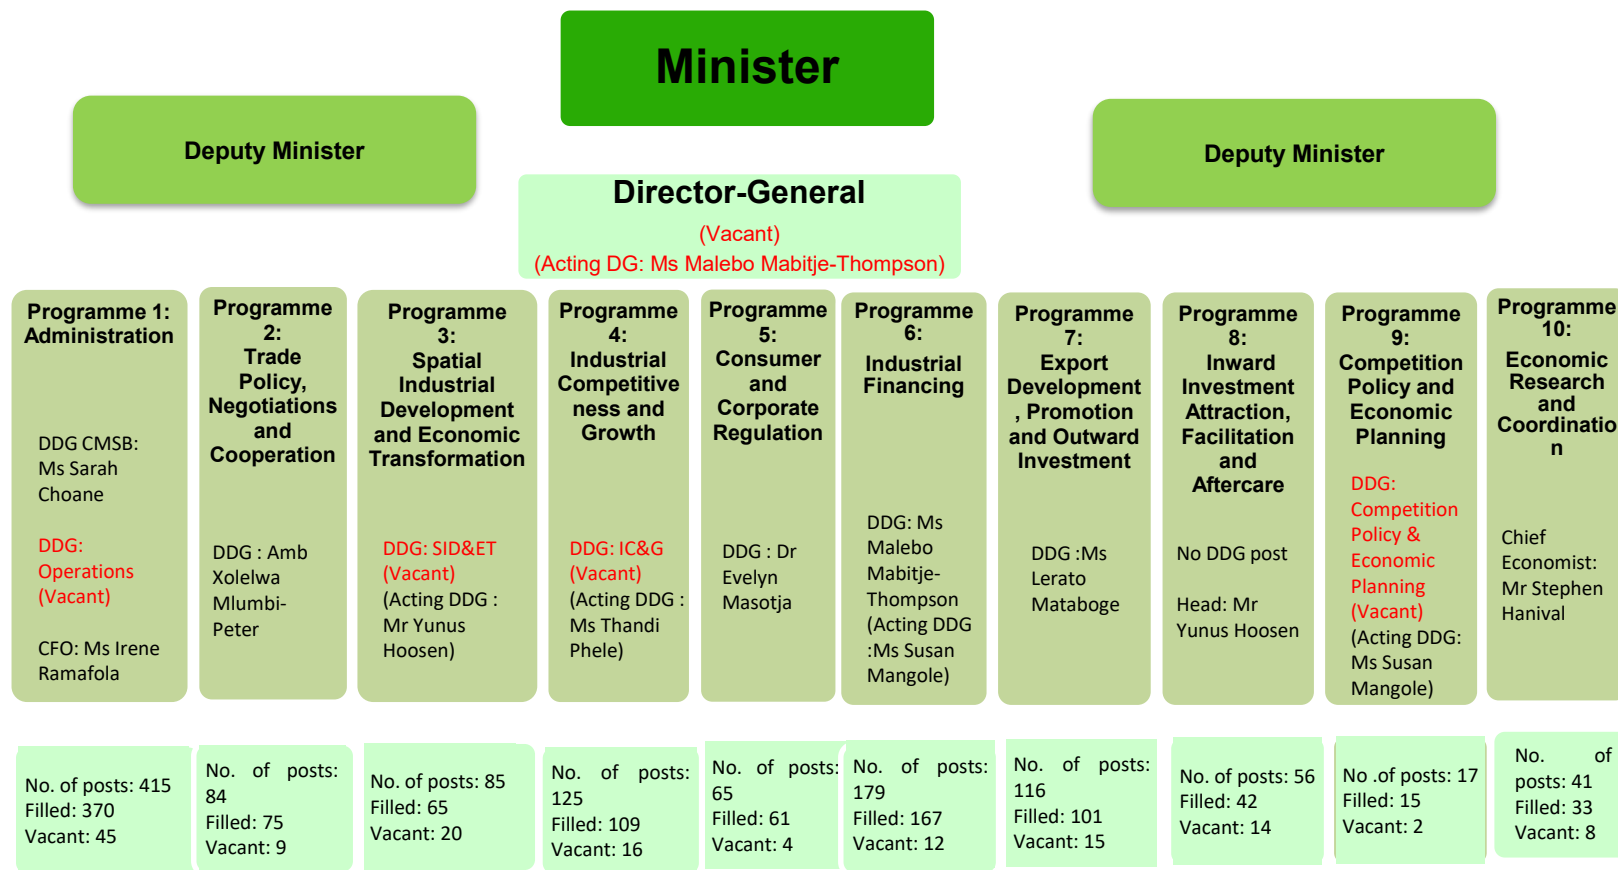 Minister
Deputy Minister
Deputy Minister
Director-General
(Vacant)
(Acting DG: Ms Malebo Mabitje-Thompson)
Programme 1:
Administration
DDG CMSB:
Ms Sarah
Choane
DDG:
Operations
(Vacant)
CFO: Ms Irene
Ramafola
Programme
2:
Trade
Policy,
Negotiations
and
Cooperation
DDG : Amb
Xolelwa
Mlumbi-
Peter
Programme
3:
Spatial
Industrial
Development
and Economic
Transformation
DDG: SID&ET
(Vacant)
(Acting DDG :
Mr Yunus
Hoosen)
Programme
4:
Industrial
Competitive
ness and
Growth
DDG: IC&G
(Vacant)
(Acting DDG :
Ms Thandi
Phele)
Programme
5:
Consumer
and
Corporate
Regulation
DDG : Dr
Evelyn
Masotja
Programme
6:
Industrial
Financing
DDG: Ms
Malebo
Mabitje-
Thompson
(Acting DDG
:Ms Susan
Mangole)
Programme
7:
Export
Development
, Promotion
and Outward
Investment
DDG :Ms
Lerato
Mataboge
Programme
8:
Inward
Investment
Attraction,
Facilitation
and
Aftercare
No DDG post
Head: Mr
Yunus Hoosen
Programme
9:
Competition
Policy and
Economic
Planning
DDG:
Competition
Policy &
Economic
Planning
(Vacant)
(Acting DDG:
Ms Susan
Mangole)
Programme
10:
Economic
Research
and
Coordinatio
n
Chief
Economist:
Mr Stephen
Hanival
No. of posts: 415
Filled: 370
Vacant: 45
No. of posts:
84
Filled: 75
Vacant: 9
No. of posts: 85
Filled: 65
Vacant: 20
No. of posts:
125
Filled: 109
Vacant: 16
No. of posts:
65
Filled: 61
Vacant: 4
No. of posts:
179
Filled: 167
Vacant: 12
No. of posts:
116
Filled: 101
Vacant: 15
No. of posts: 56
Filled: 42
Vacant: 14
No .of posts: 17
Filled: 15
Vacant: 2
No. of
posts: 41
Filled: 33
Vacant: 8